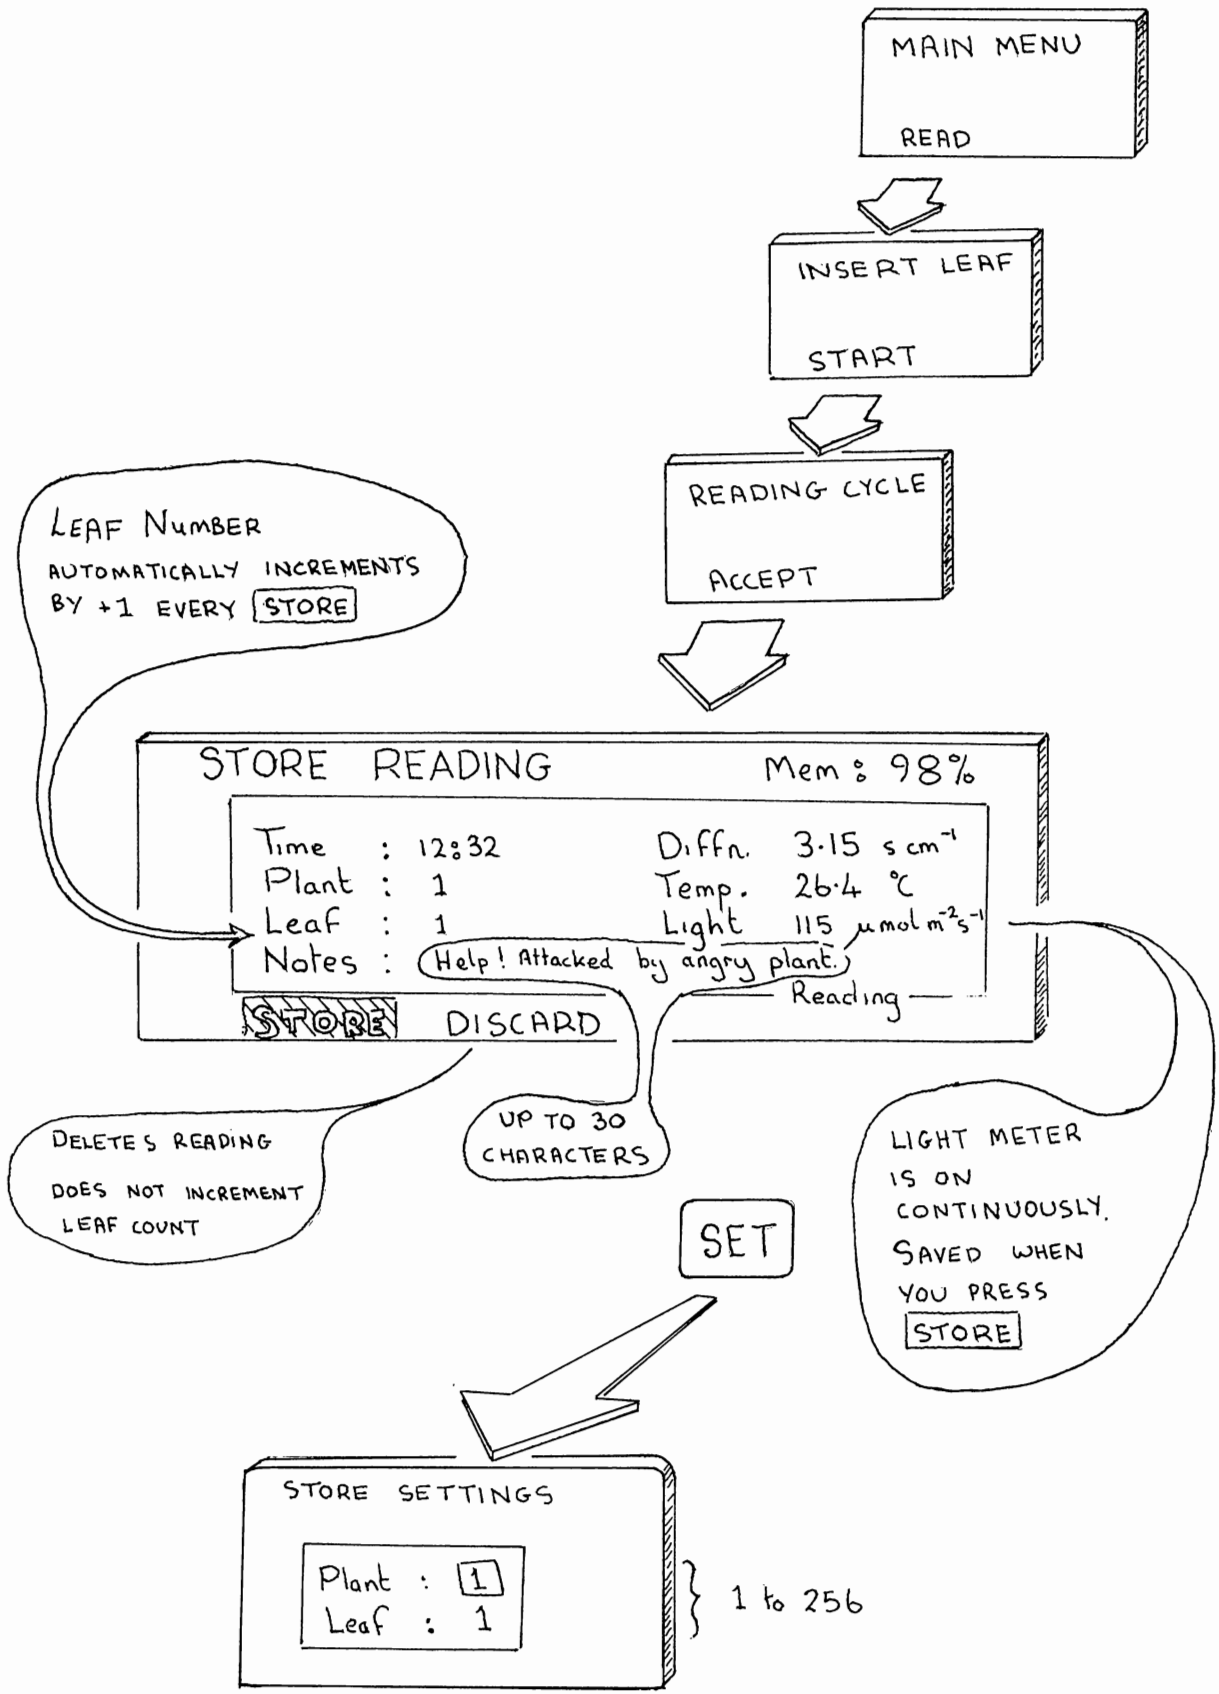 MAIN MENU
READ
INSERT LEAF
START
READING CYCLE
ACCEPT
LEAF NUMBER
AUTOMATICALLY INCREMENTS
BY +1 EVERY STORE
STORE READING Mem : 98%
Time : 12:32 Diffn. 3·15 s cm⁻¹
Plant : 1 Temp. 26·4 °C
Leaf : 1 Light 115 μmol m⁻²s⁻¹
Notes : Help! Attacked by angry plant.
Reading
STORE DISCARD
DELETES READING
DOES NOT INCREMENT
LEAF COUNT
UP TO 30
CHARACTERS
LIGHT METER
IS ON
CONTINUOUSLY.
SAVED WHEN
YOU PRESS
STORE
SET
STORE SETTINGS
Plant : 1
Leaf : 1
1 to 256